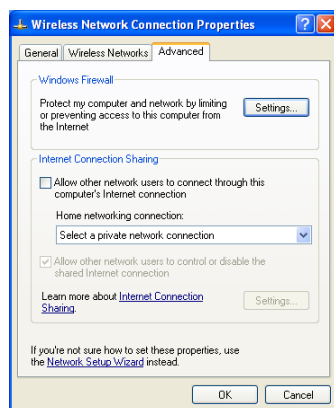 Wireless Network Connection Properties
General Wireless Networks Advanced
Windows Firewall
Protect my computer and network by limiting
or preventing access to this computer from
the Internet
Settings...
Internet Connection Sharing
Allow other network users to connect through this
computer's Internet connection
Home networking connection:
Select a private network connection
Allow other network users to control or disable the
shared Internet connection
Learn more about Internet Connection
Sharing.
Settings...
If you're not sure how to set these properties, use
the Network Setup Wizard instead.
OK Cancel